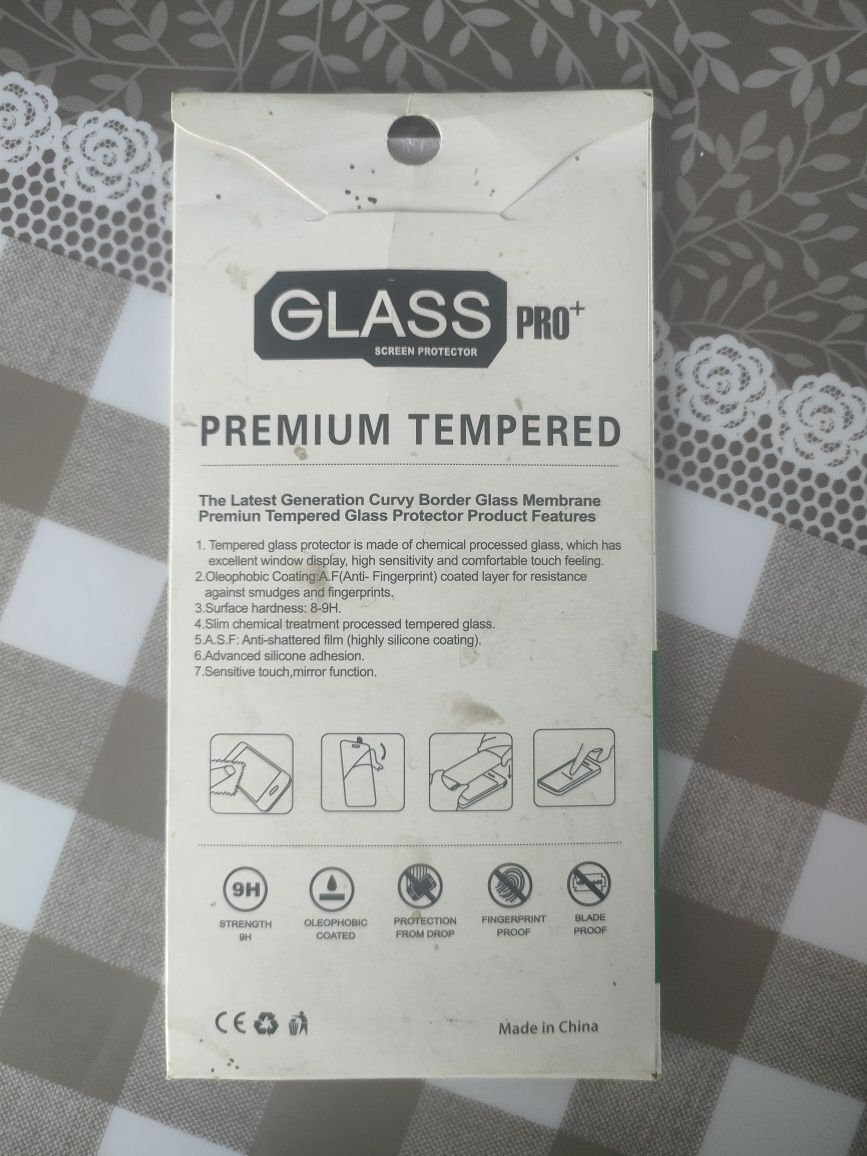 GLASS PRO+
SCREEN PROTECTOR
PREMIUM TEMPERED
The Latest Generation Curvy Border Glass Membrane
Premiun Tempered Glass Protector Product Features
1. Tempered glass protector is made of chemical processed glass, which has
excellent window display, high sensitivity and comfortable touch feeling.
2.Oleophobic Coating:A.F(Anti- Fingerprint) coated layer for resistance
against smudges and fingerprints.
3.Surface hardness: 8-9H.
4.Slim chemical treatment processed tempered glass.
5.A.S.F: Anti-shattered film (highly silicone coating).
6.Advanced silicone adhesion.
7.Sensitive touch,mirror function.
9H
STRENGTH
9H
OLEOPHOBIC
COATED
PROTECTION
FROM DROP
FINGERPRINT
PROOF
BLADE
PROOF
CE
Made in China